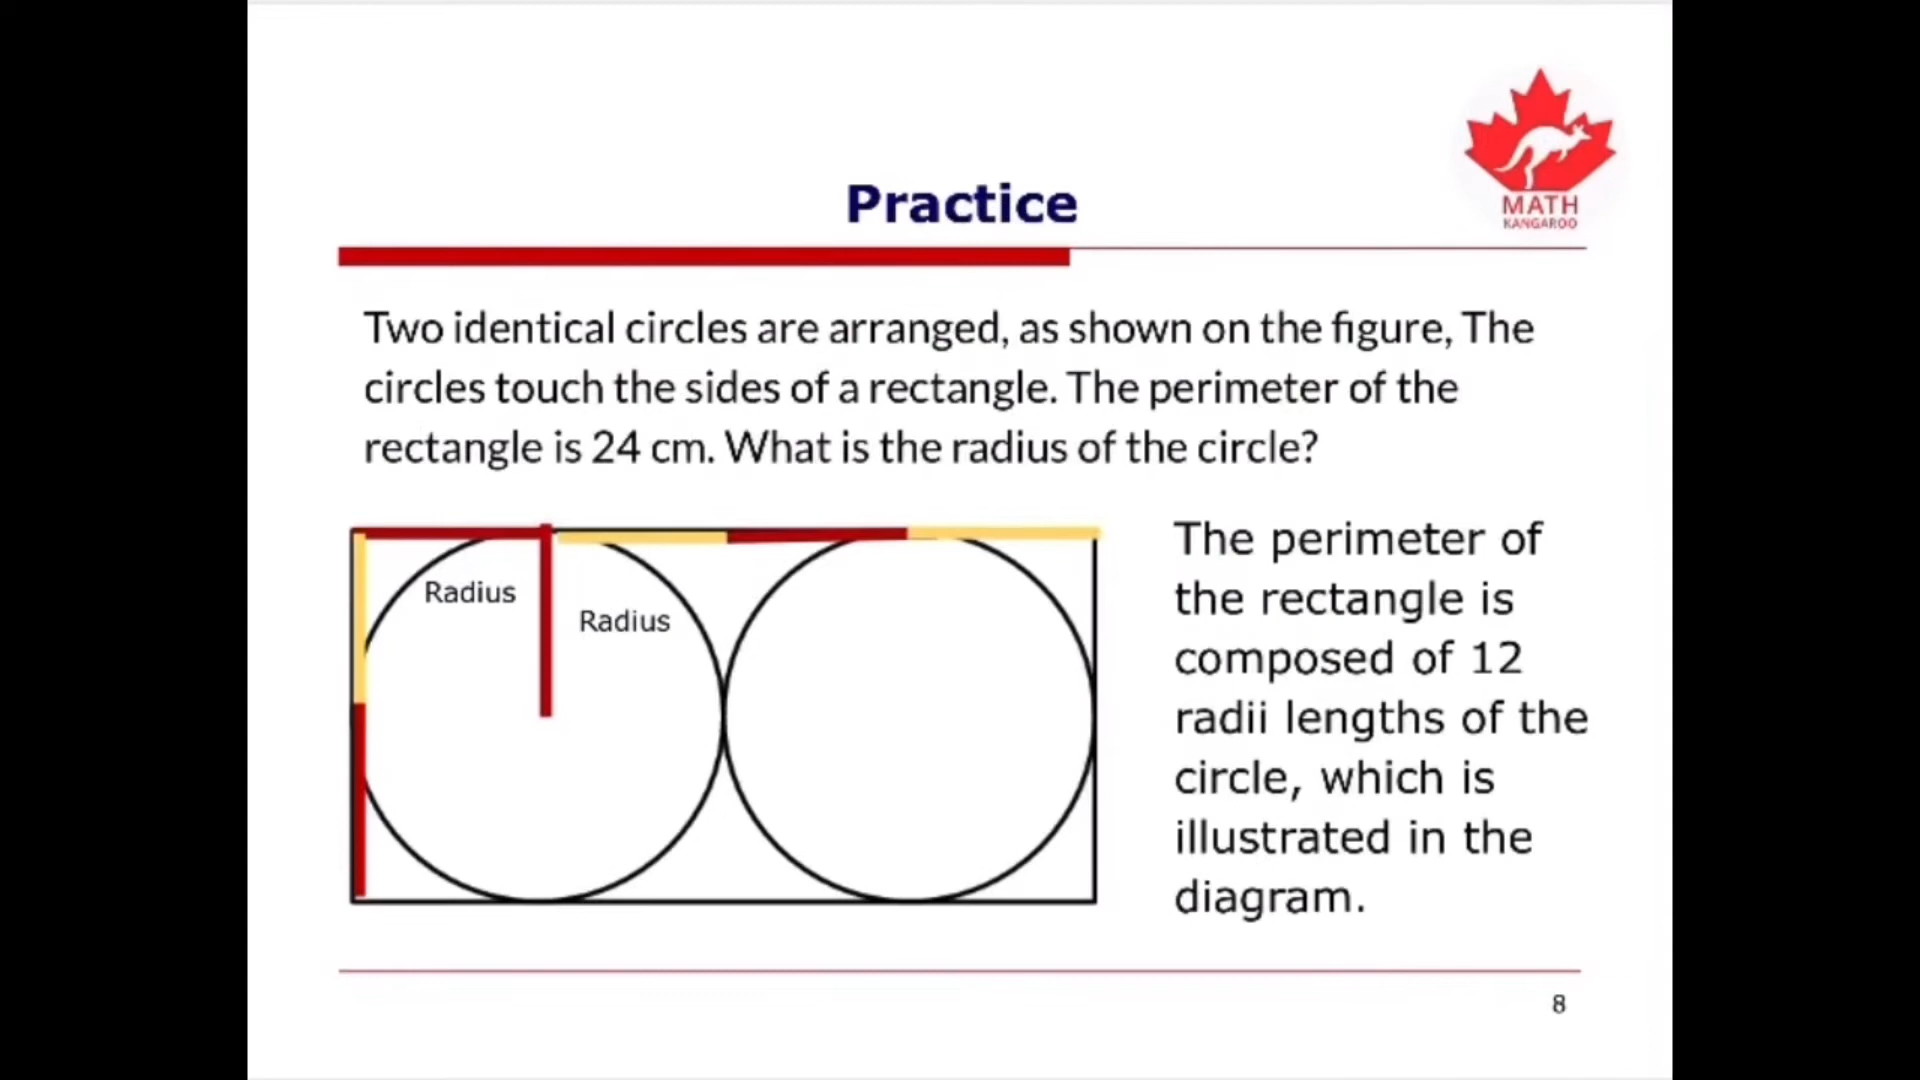 MATH
KANGAROO
Practice
Two identical circles are arranged, as shown on the figure, The
circles touch the sides of a rectangle. The perimeter of the
rectangle is 24 cm. What is the radius of the circle?
Radius
Radius
The perimeter of
the rectangle is
composed of 12
radii lengths of the
circle, which is
illustrated in the
diagram.
8